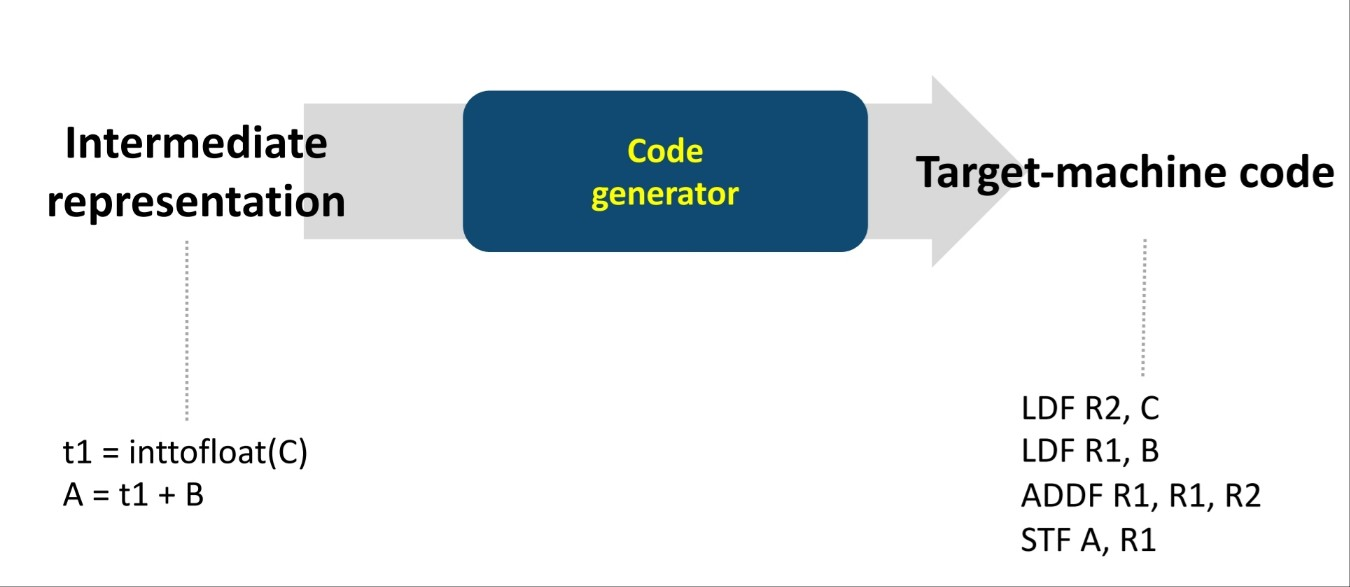 Intermediate
representation
Code
generator
Target-machine code
t1 = inttofloat(C)
A = t1 + B
LDF R2, C
LDF R1, B
ADDF R1, R1, R2
STF A, R1